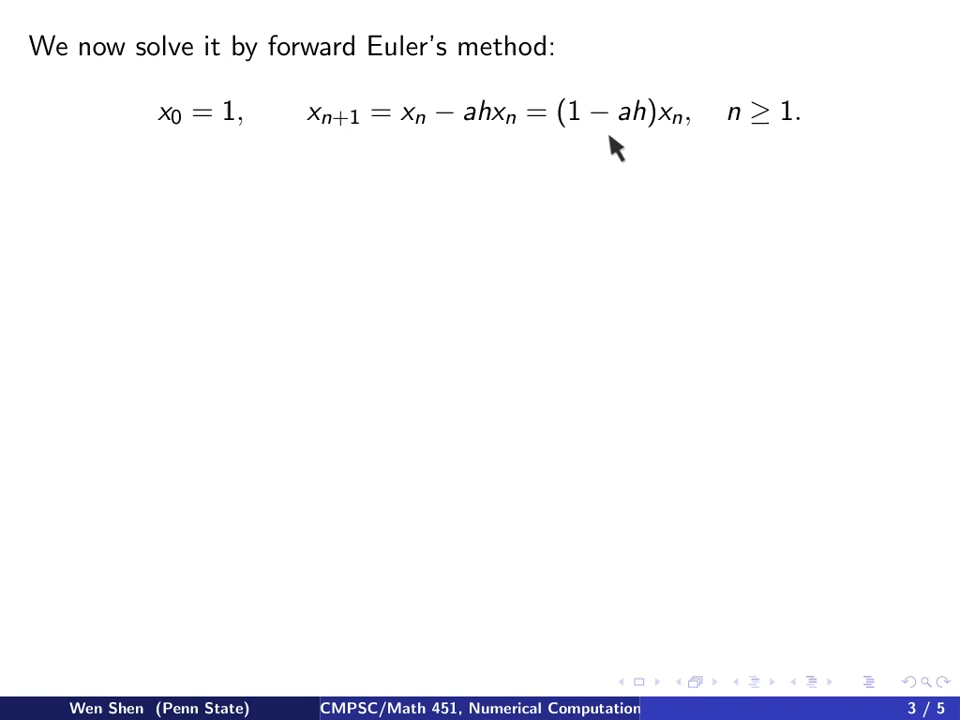 We now solve it by forward Euler's method:
x₀ = 1, xₙ₊₁ = xₙ − ahxₙ = (1 − ah)xₙ, n ≥ 1.
Wen Shen (Penn State) CMPSC/Math 451, Numerical Computation 3 / 5